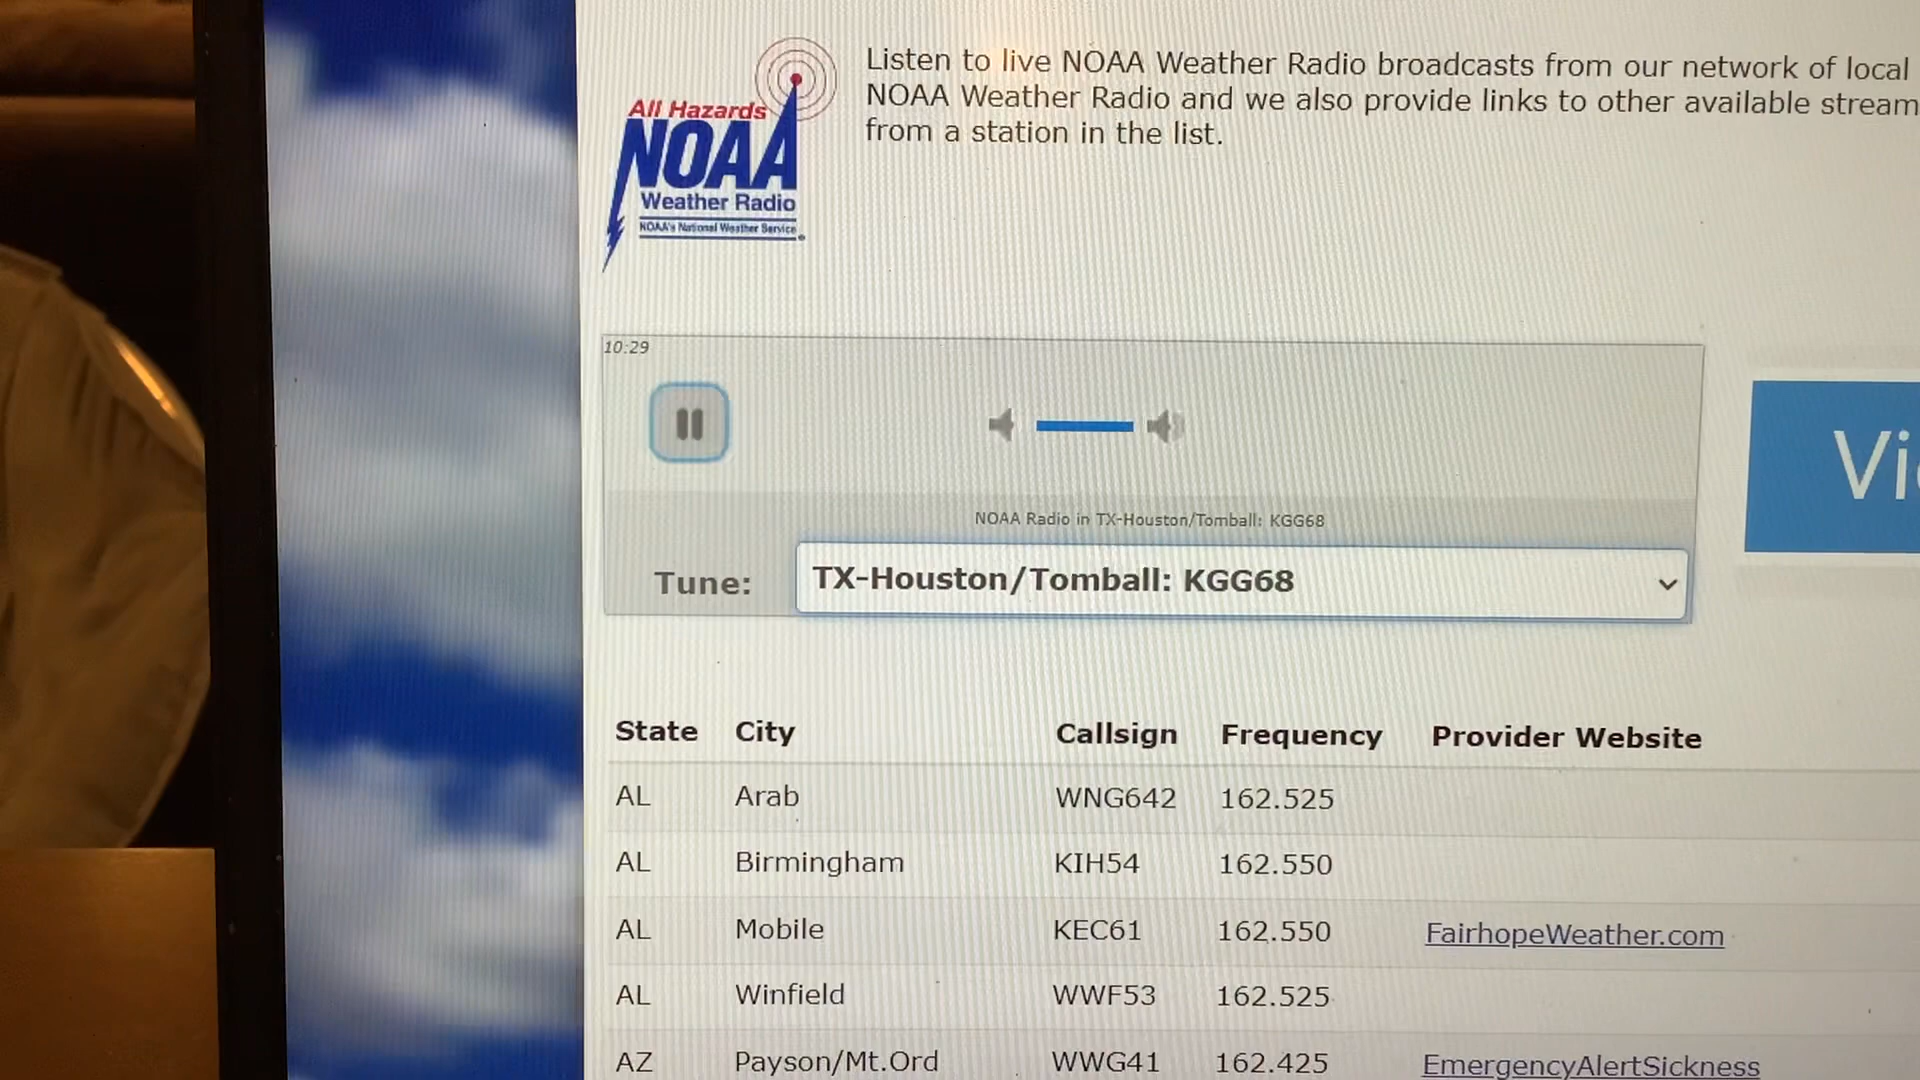 Listen to live NOAA Weather Radio broadcasts from our network of local
NOAA Weather Radio and we also provide links to other available stream
from a station in the list.
All Hazards
NOAA
Weather Radio
NOAA's National Weather Service
10:29
NOAA Radio in TX-Houston/Tomball: KGG68
Tune: TX-Houston/Tomball: KGG68
State City Callsign Frequency Provider Website
AL Arab WNG642 162.525
AL Birmingham KIH54 162.550
AL Mobile KEC61 162.550 FairhopeWeather.com
AL Winfield WWF53 162.525
AZ Payson/Mt.Ord WWG41 162.425 EmergencyAlertSickness